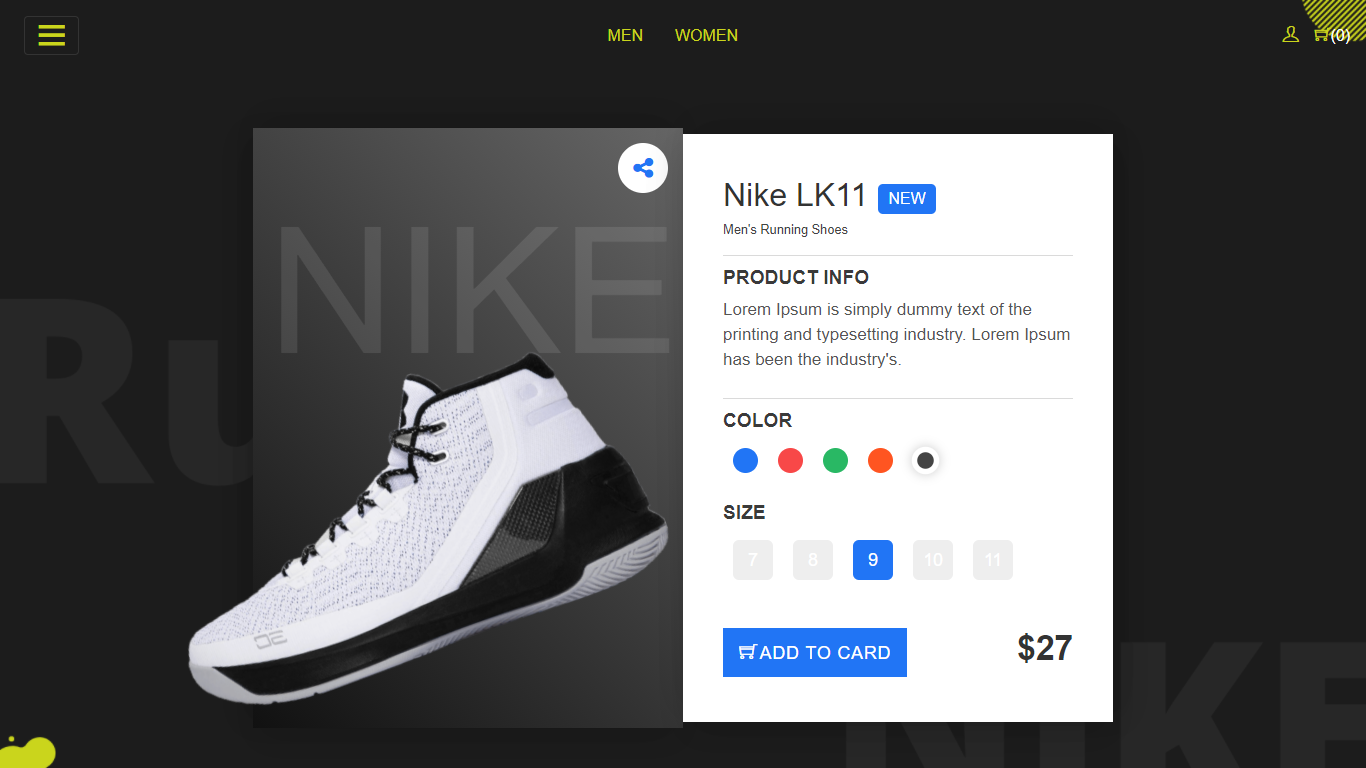 MEN WOMEN
(0)
NIKE
Nike LK11 NEW
Men's Running Shoes
PRODUCT INFO
Lorem Ipsum is simply dummy text of the
printing and typesetting industry. Lorem Ipsum
has been the industry's.
COLOR
SIZE
7 8 9 10 11
ADD TO CARD $27
Ru
NIKE